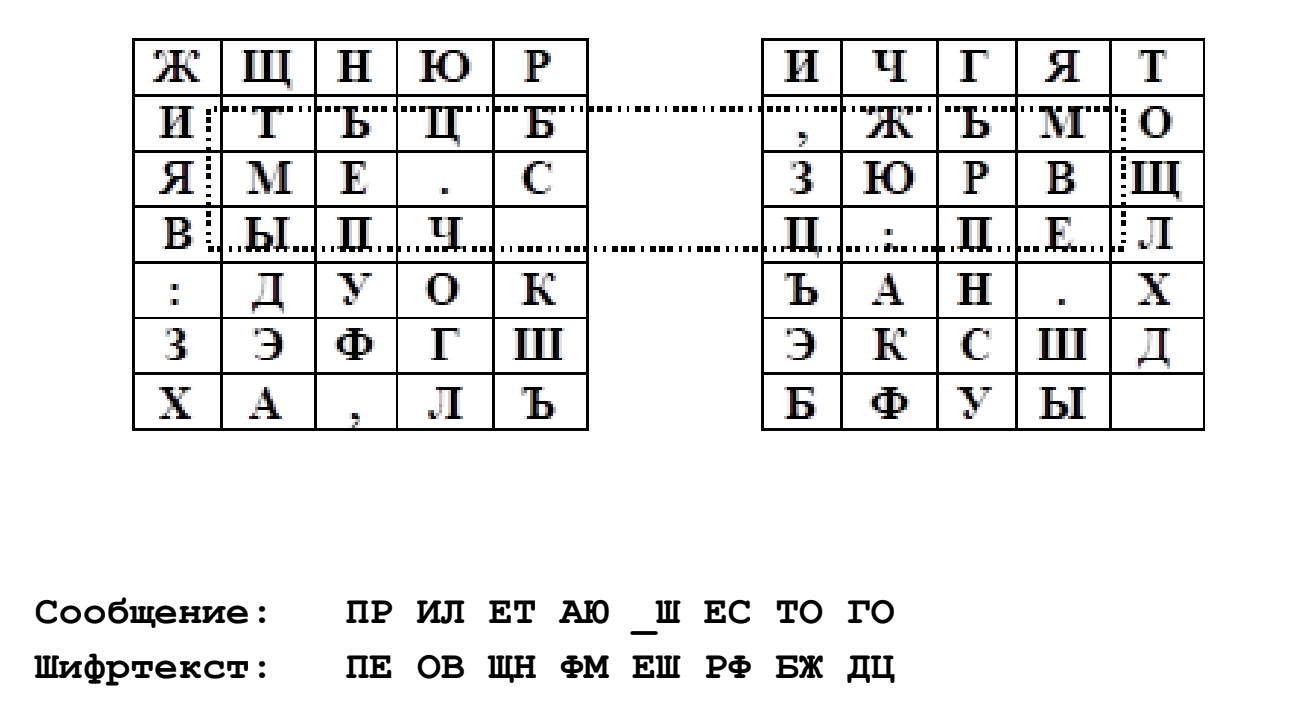 Ж Щ Н Ю Р И Ч Г Я Т
И Т Ь Ц Б , Ж Ь М О
Я М Е . С З Ю Р В Щ
В Ы П Ч Ц : П Е Л
: Д У О К Ъ А Н . Х
З Э Ф Г Ш Э К С Ш Д
Х А , Л Ъ Б Ф У Ы
Сообщение: ПР ИЛ ЕТ АЮ _Ш ЕС ТО ГО
Шифртекст: ПЕ ОВ ЩН ФМ ЕШ РФ БЖ ДЦ